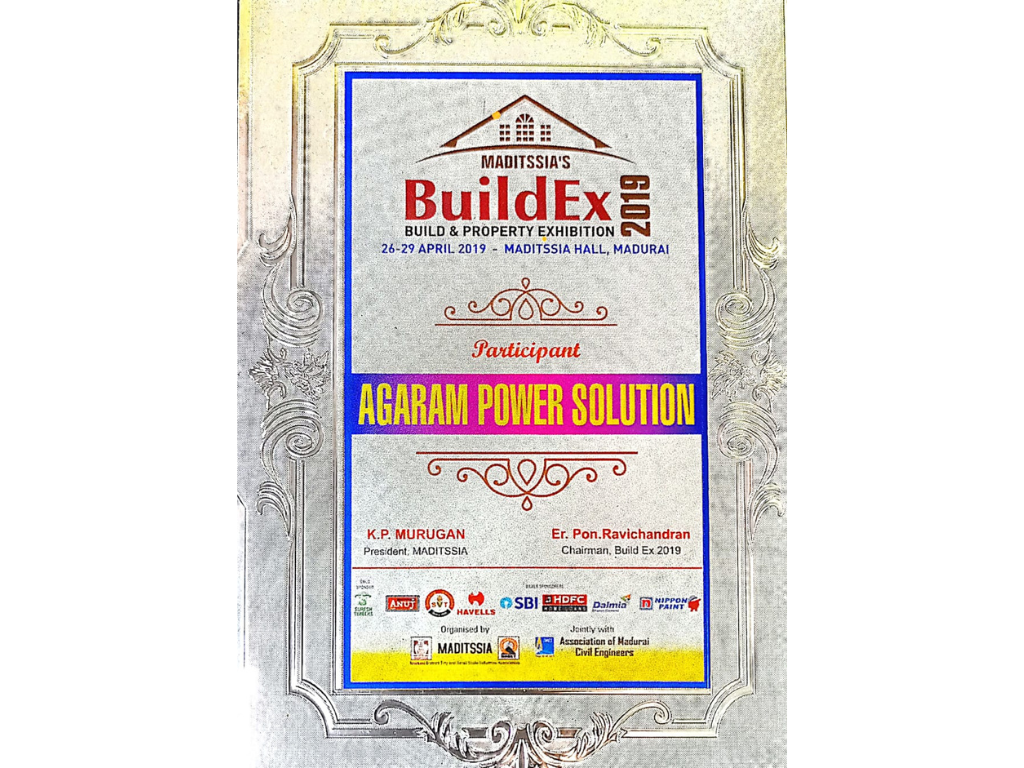 MADITSSIA'S
BuildEx 2019
BUILD & PROPERTY EXHIBITION
26-29 APRIL 2019 - MADITSSIA HALL, MADURAI
Participant
AGARAM POWER SOLUTION
K.P. MURUGAN
President, MADITSSIA
Er. Pon.Ravichandran
Chairman, Build Ex 2019
ANUJ
SVT
HAVELLS
SBI
HDFC
HOME LOANS
Dalmia
NIPPON
PAINT
Organised by
MADITSSIA
Jointly with
Association of Madurai
Civil Engineers